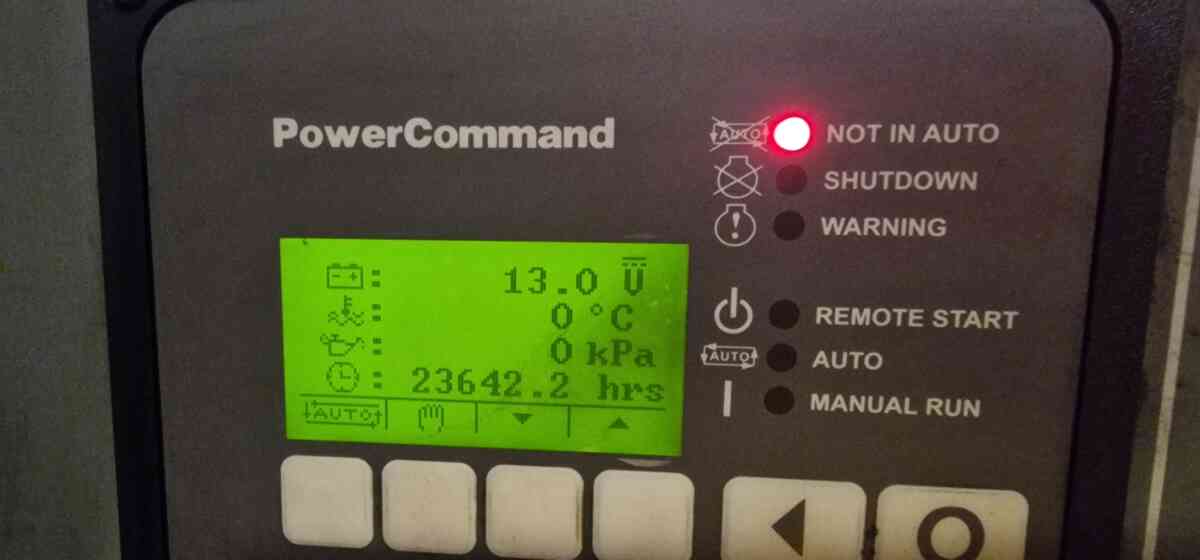 PowerCommand
AUTO NOT IN AUTO
SHUTDOWN
! WARNING
13.0 V
0 °C
0 kPa
23642.2 hrs
AUTO
REMOTE START
AUTO AUTO
MANUAL RUN